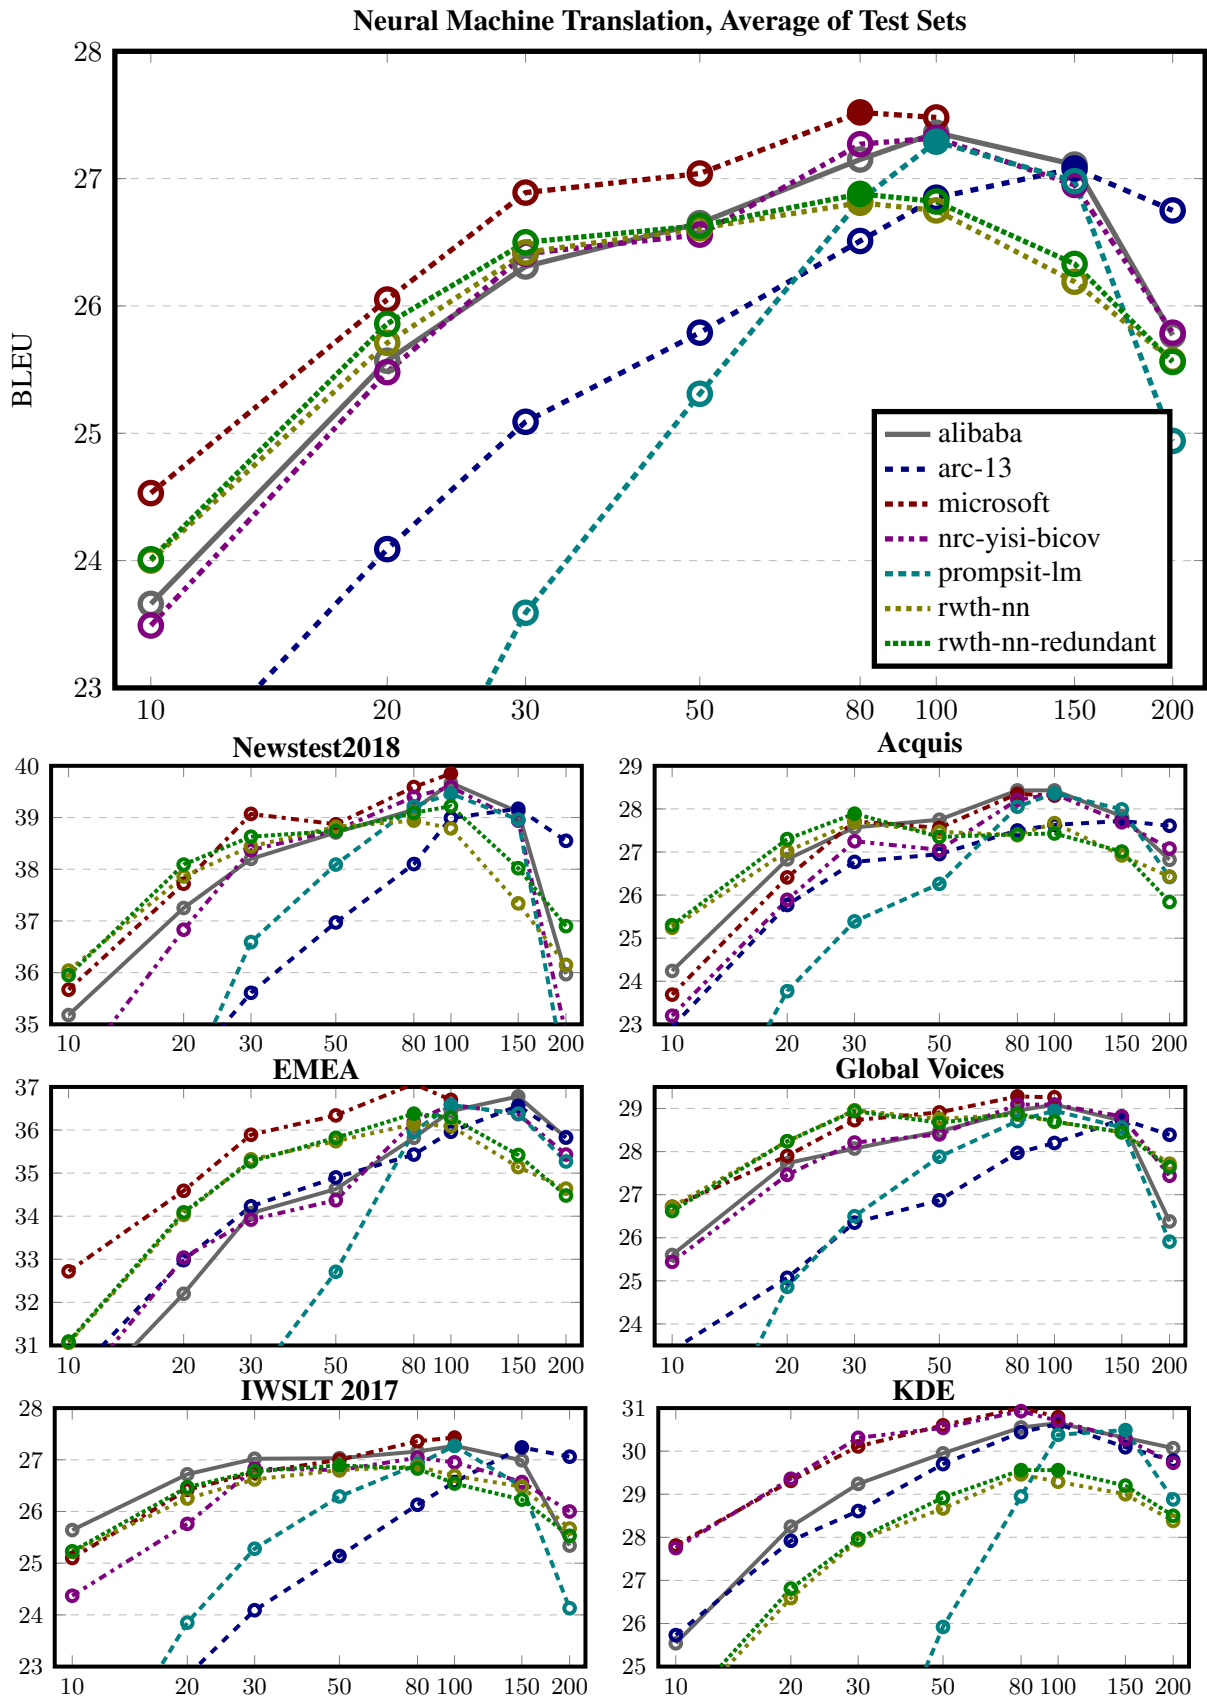 Neural Machine Translation, Average of Test Sets
28
27
26
25
24
23
BLEU
10 20 30 50 80 100 150 200
alibaba
arc-13
microsoft
nrc-yisi-bicov
prompsit-lm
rwth-nn
rwth-nn-redundant
Newstest2018
40
39
38
37
36
35
10 20 30 50 80 100 150 200
Acquis
29
28
27
26
25
24
23
10 20 30 50 80 100 150 200
EMEA
37
36
35
34
33
32
31
10 20 30 50 80 100 150 200
Global Voices
29
28
27
26
25
24
10 20 30 50 80 100 150 200
IWSLT 2017
28
27
26
25
24
23
10 20 30 50 80 100 150 200
KDE
31
30
29
28
27
26
25
10 20 30 50 80 100 150 200